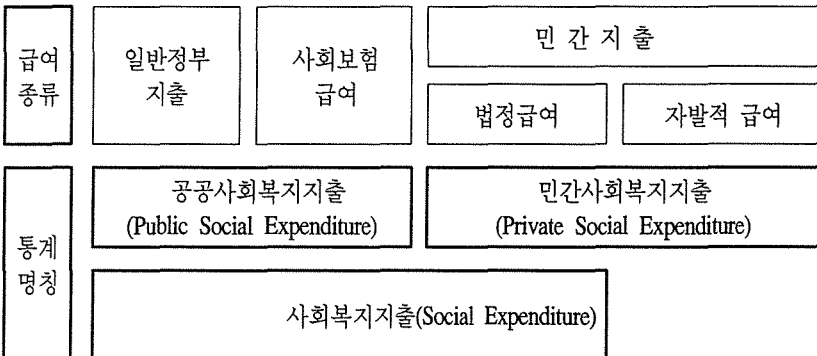 급여
종류
일반정부
지출
사회보험
급여
민 간 지 출
법정급여
자발적 급여
통계
명칭
공공사회복지지출
(Public Social Expenditure)
민간사회복지지출
(Private Social Expenditure)
사회복지지출(Social Expenditure)